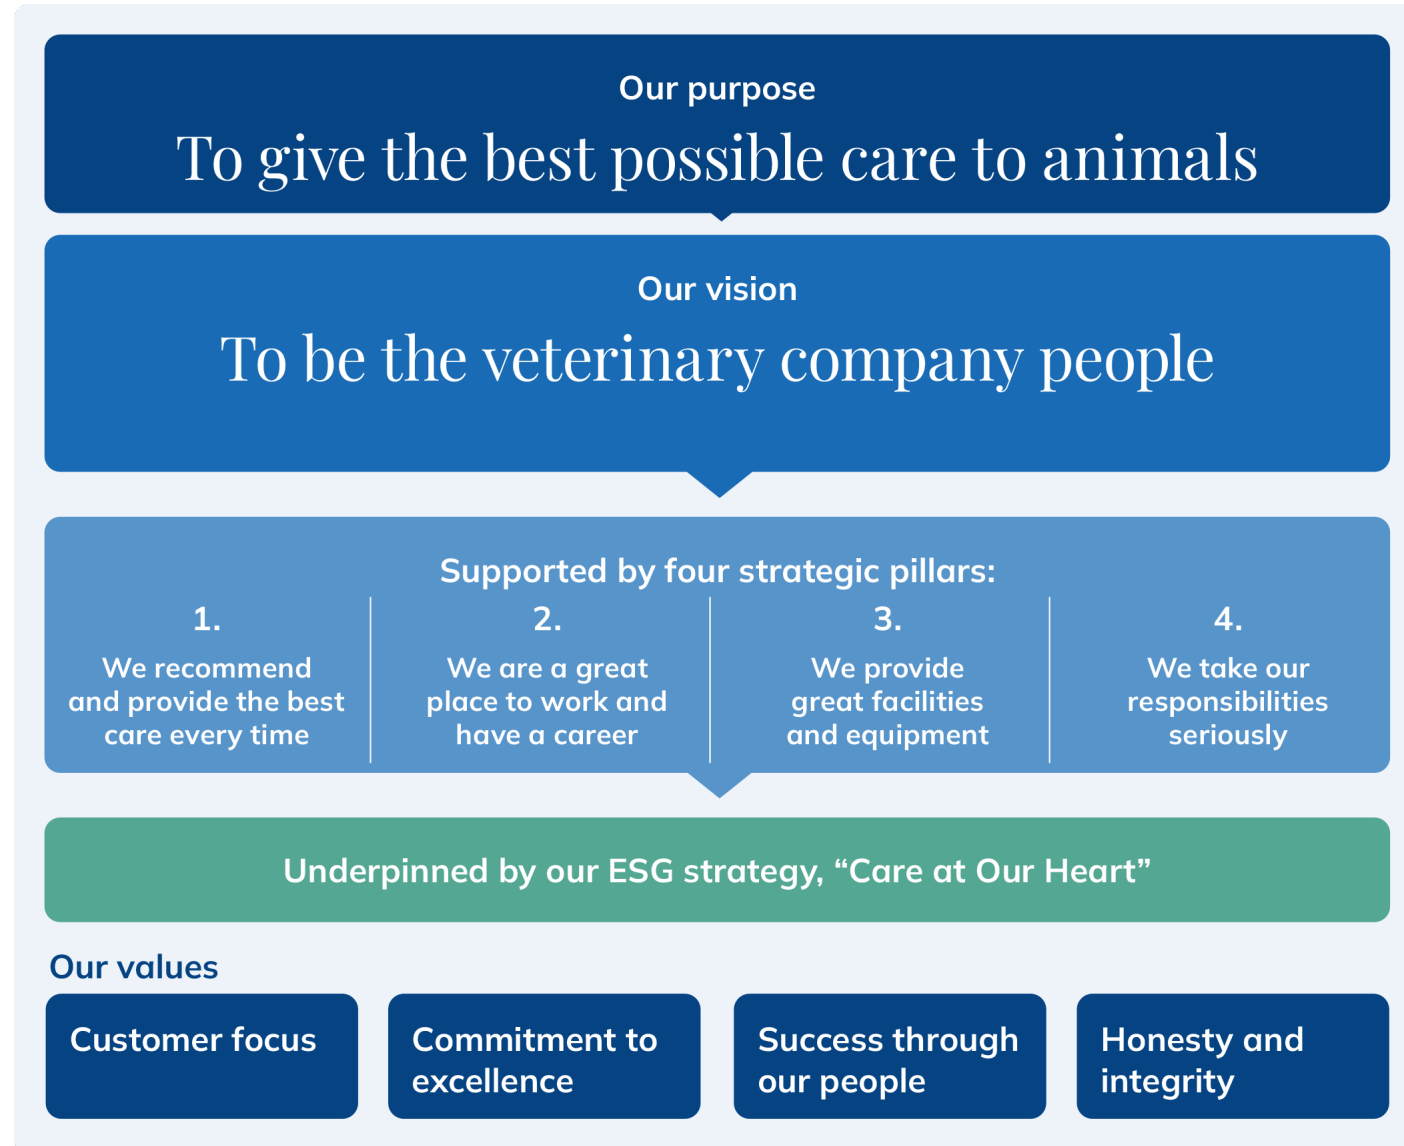 Our purpose
To give the best possible care to animals
Our vision
To be the veterinary company people
Supported by four strategic pillars:
1.
We recommend
and provide the best
care every time
2.
We are a great
place to work and
have a career
3.
We provide
great facilities
and equipment
4.
We take our
responsibilities
seriously
Underpinned by our ESG strategy, “Care at Our Heart”
Our values
Customer focus
Commitment to
excellence
Success through
our people
Honesty and
integrity